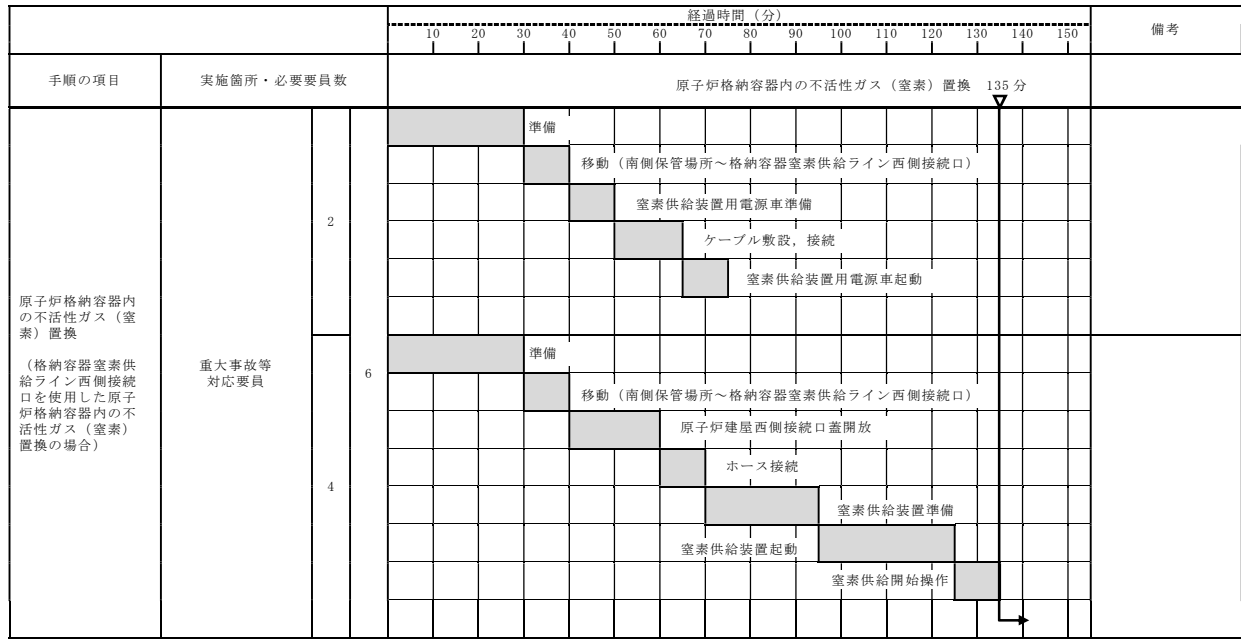 経過時間（分）
備考
10 20 30 40 50 60 70 80 90 100 110 120 130 140 150
手順の項目
実施箇所・必要要員数
原子炉格納容器内の不活性ガス（窒素）置換 135分
原子炉格納容器内
の不活性ガス（窒
素）置換
（格納容器窒素供
給ライン西側接続
口を使用した原子
炉格納容器内の不
活性ガス（窒素）
置換の場合）
重大事故等
対応要員
2
6
準備
移動（南側保管場所～格納容器窒素供給ライン西側接続口）
窒素供給装置用電源車準備
ケーブル敷設，接続
窒素供給装置用電源車起動
4
準備
移動（南側保管場所～格納容器窒素供給ライン西側接続口）
原子炉建屋西側接続口蓋開放
ホース接続
窒素供給装置準備
窒素供給装置起動
窒素供給開始操作